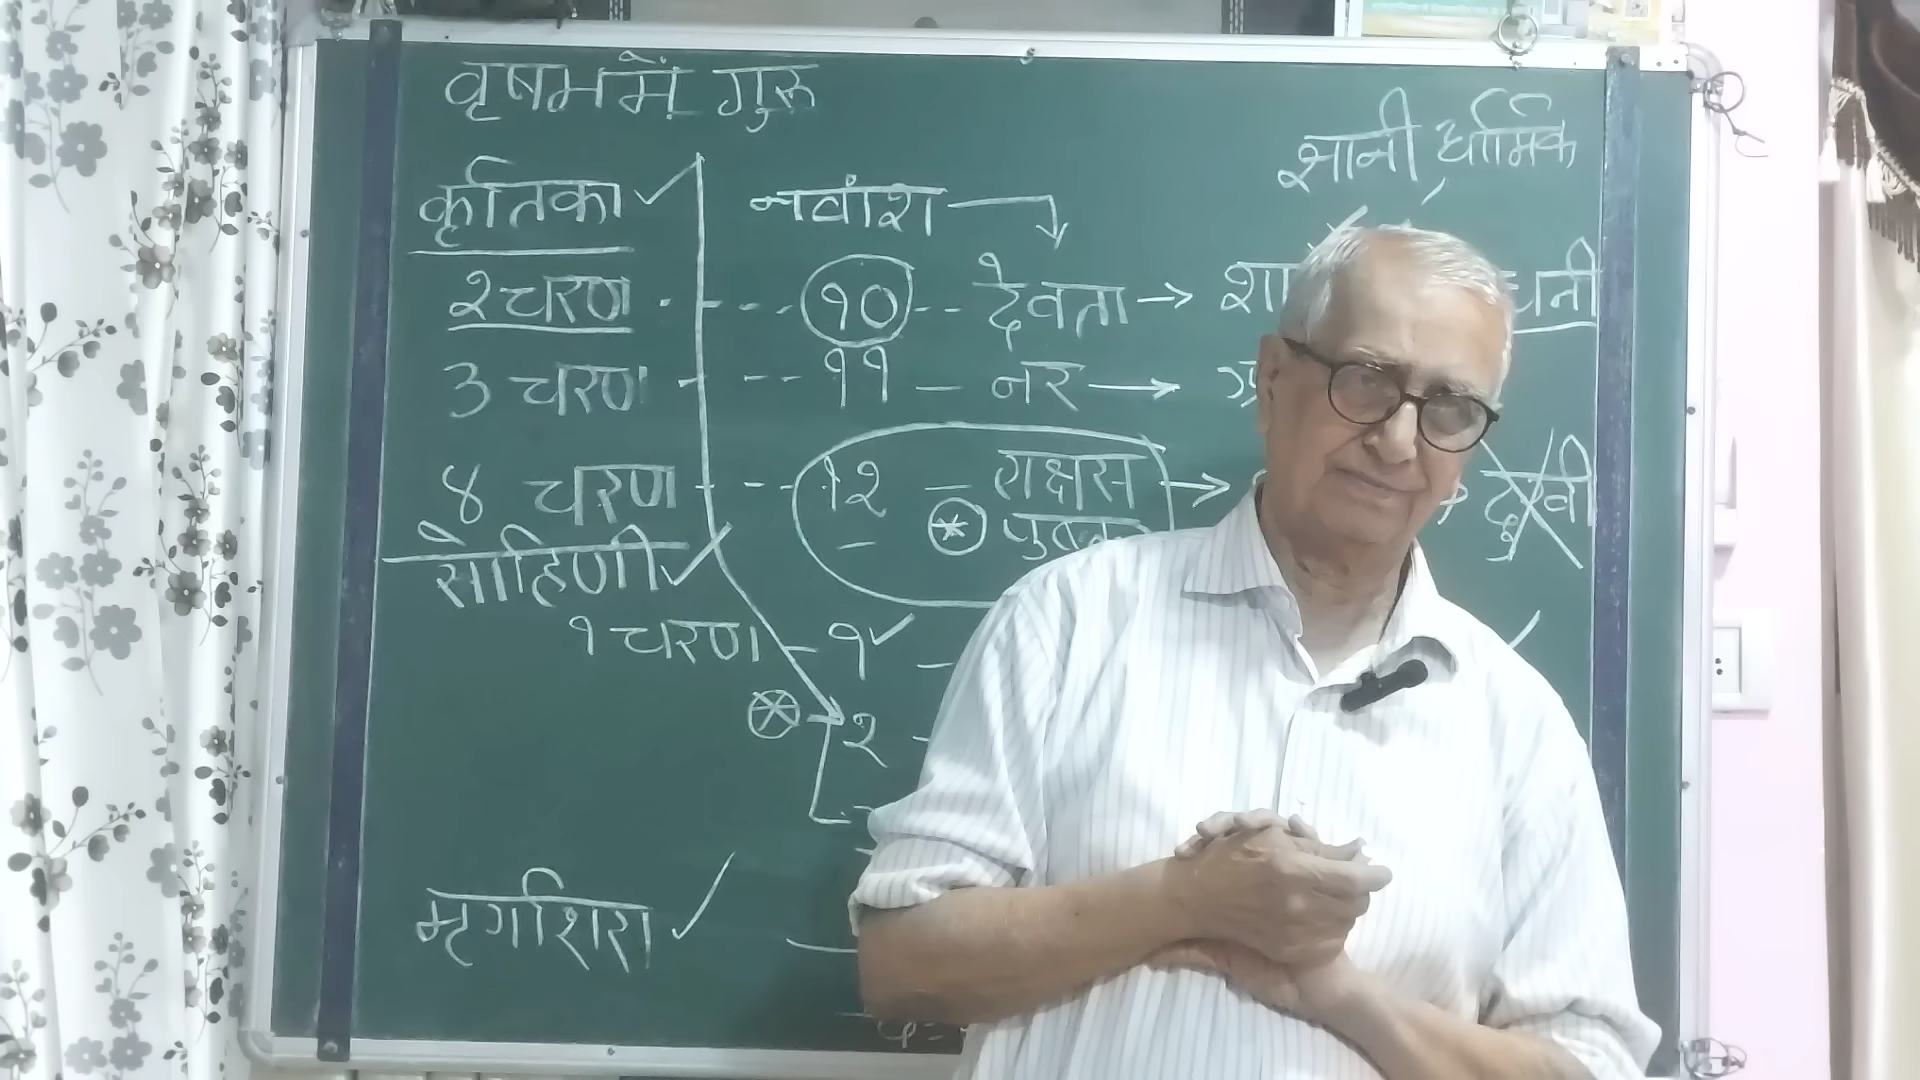 वृषभमें गुरू
ज्ञानी, धार्मिक
कृतिका नवांश
२ चरण १० देवता → धनी
3 चरण ११ – नर →
४ चरण १२ – राक्षस → दुखी
रोहिणी
१ चरण १
२
मृगशिरा